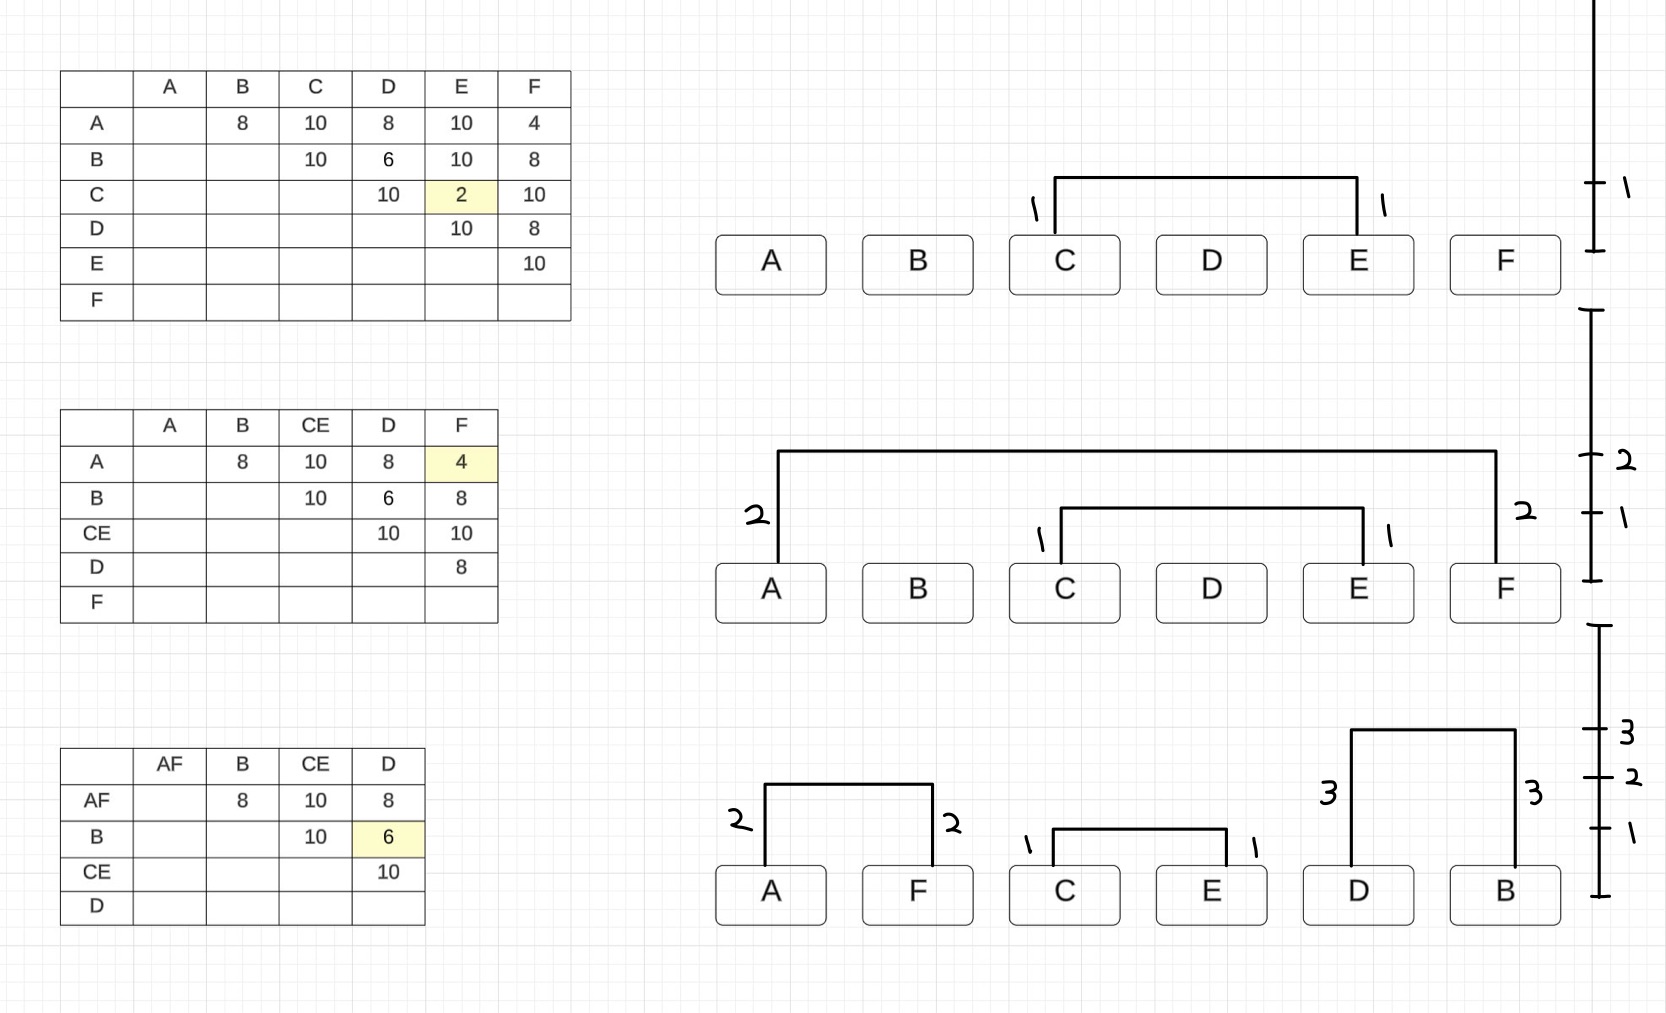 A B C D E F
A 8 10 8 10 4
B 10 6 10 8
C 10 2 10
D 10 8
E 10
F
1 1 1
A B C D E F
A B CE D F
A 8 10 8 4
B 10 6 8
CE 10 10
D 8
F
2
2 1 1 2 1
A B C D E F
AF B CE D
AF 8 10 8
B 10 6
CE 10
D
3
2
2 2 1 1 3 3 1
A F C E D B